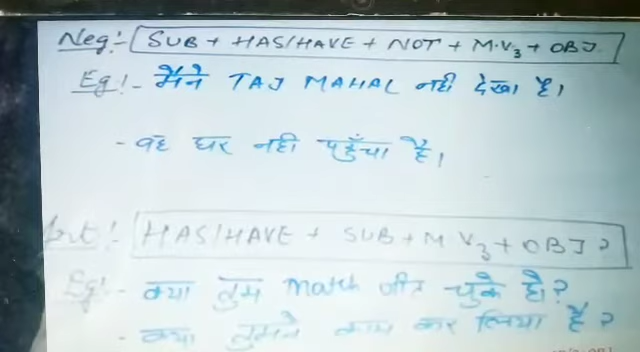 Neg:- SUB + HAS/HAVE + NOT + M.V3 + OBJ.
Eg:- मैंने TAJ MAHAL नही देखा है।
- वह घर नही पहुँचा है।
Int:- HAS/HAVE + SUB + M V3 + OBJ ?
Eg:- क्या तुम match जीत चुके हो?
- क्या तुमने काम कर लिया है ?